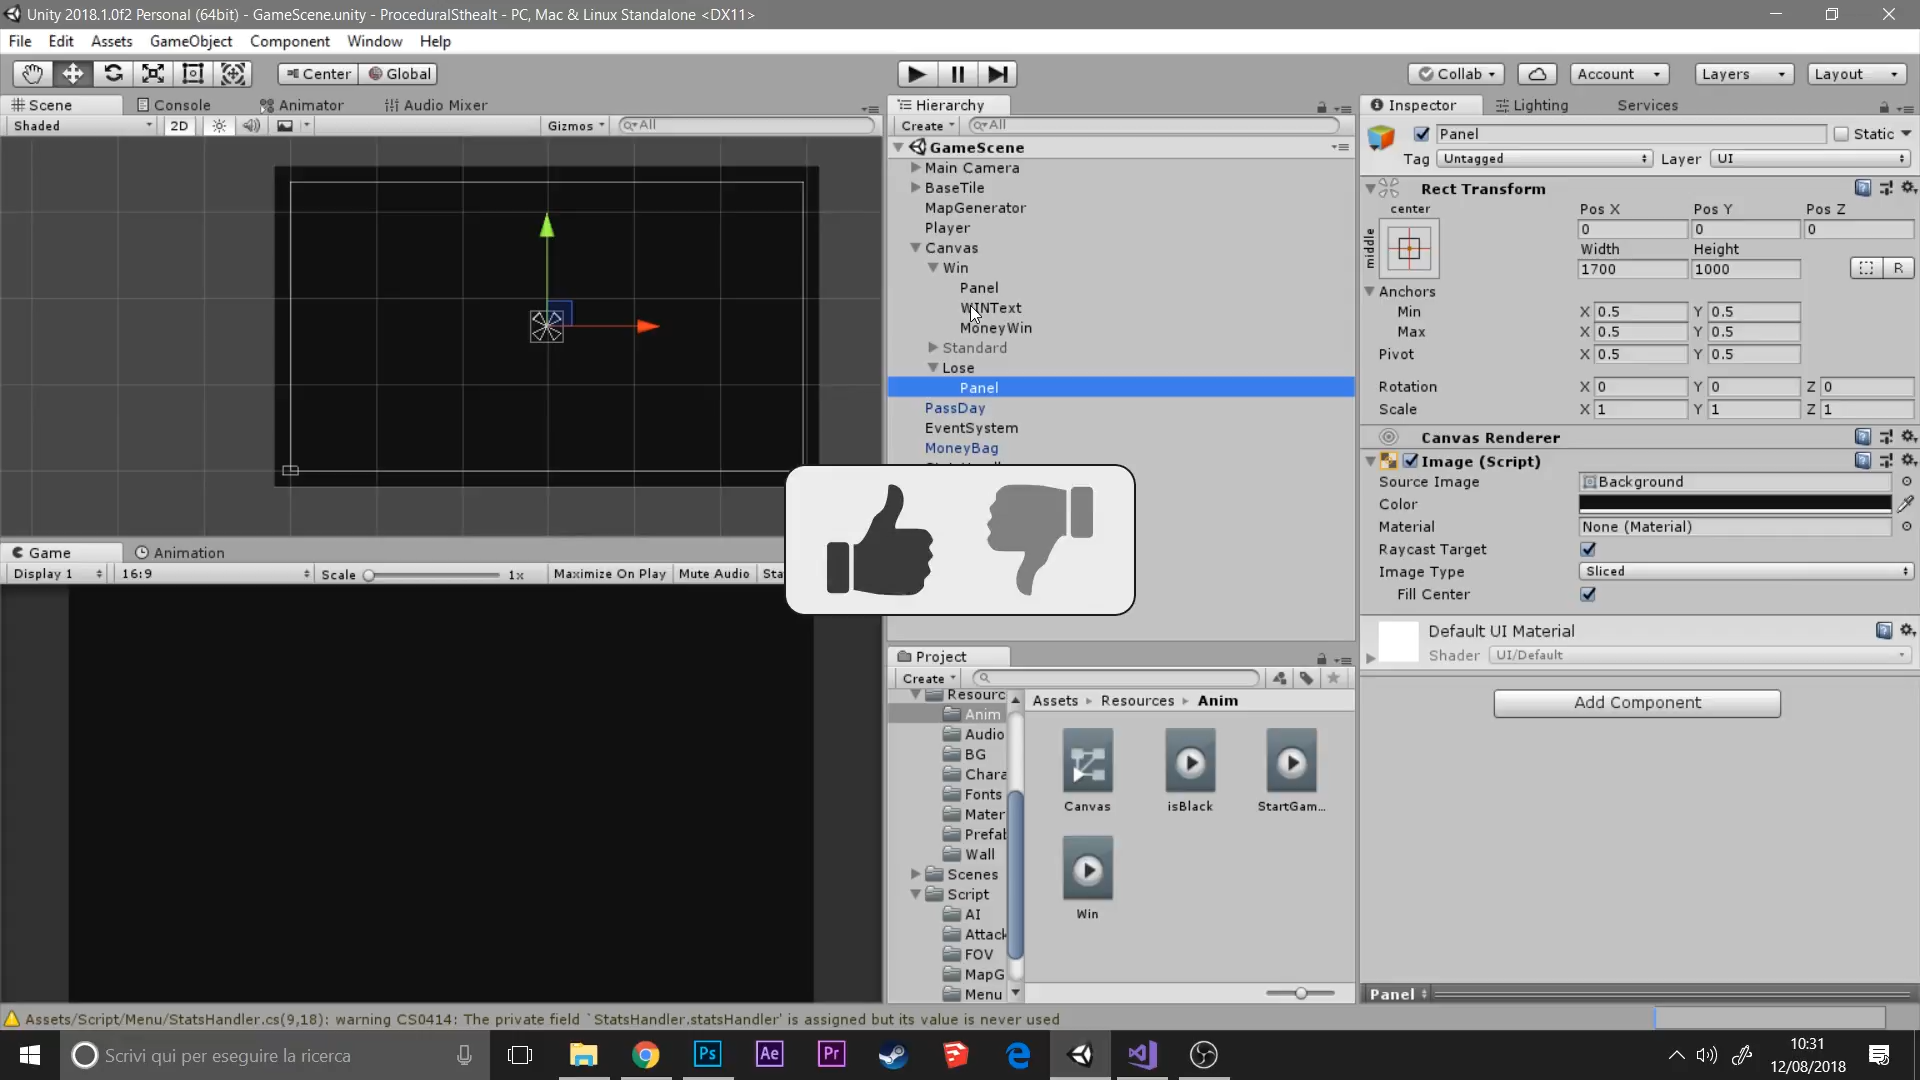 Unity 2018.1.0f2 Personal (64bit) - GameScene.unity - ProceduralSthealt - PC, Mac & Linux Standalone <DX11>
File Edit Assets GameObject Component Window Help
Center Global Collab Account Layers Layout
Scene Console Animator Audio Mixer
Shaded 2D Gizmos All
Hierarchy
Create All
GameScene
Main Camera
BaseTile
MapGenerator
Player
Canvas
Win
Panel
WINText
MoneyWin
Standard
Lose
Panel
PassDay
EventSystem
MoneyBag
Inspector Lighting Services
Panel Static
Tag Untagged Layer UI
Rect Transform
center
middle
Pos X Pos Y Pos Z
0 0 0
Width Height
1700 1000
R
Anchors
Min X 0.5 Y 0.5
Max X 0.5 Y 0.5
Pivot X 0.5 Y 0.5
Rotation X 0 Y 0 Z 0
Scale X 1 Y 1 Z 1
Canvas Renderer
Image (Script)
Source Image Background
Color
Material None (Material)
Raycast Target
Image Type Sliced
Fill Center
Default UI Material
Shader UI/Default
Add Component
Panel
Game Animation
Display 1 16:9 Scale 1x Maximize On Play Mute Audio Sta
Project
Create
Resourc
Anim
Audio
BG
Chara
Fonts
Mater
Prefab
Wall
Scenes
Script
AI
Attack
FOV
MapG
Menu
Assets Resources Anim
Canvas isBlack StartGam...
Win
Assets/Script/Menu/StatsHandler.cs(9,18): warning CS0414: The private field `StatsHandler.statsHandler' is assigned but its value is never used
Scrivi qui per eseguire la ricerca
Ps Ae Pr
10:31
12/08/2018